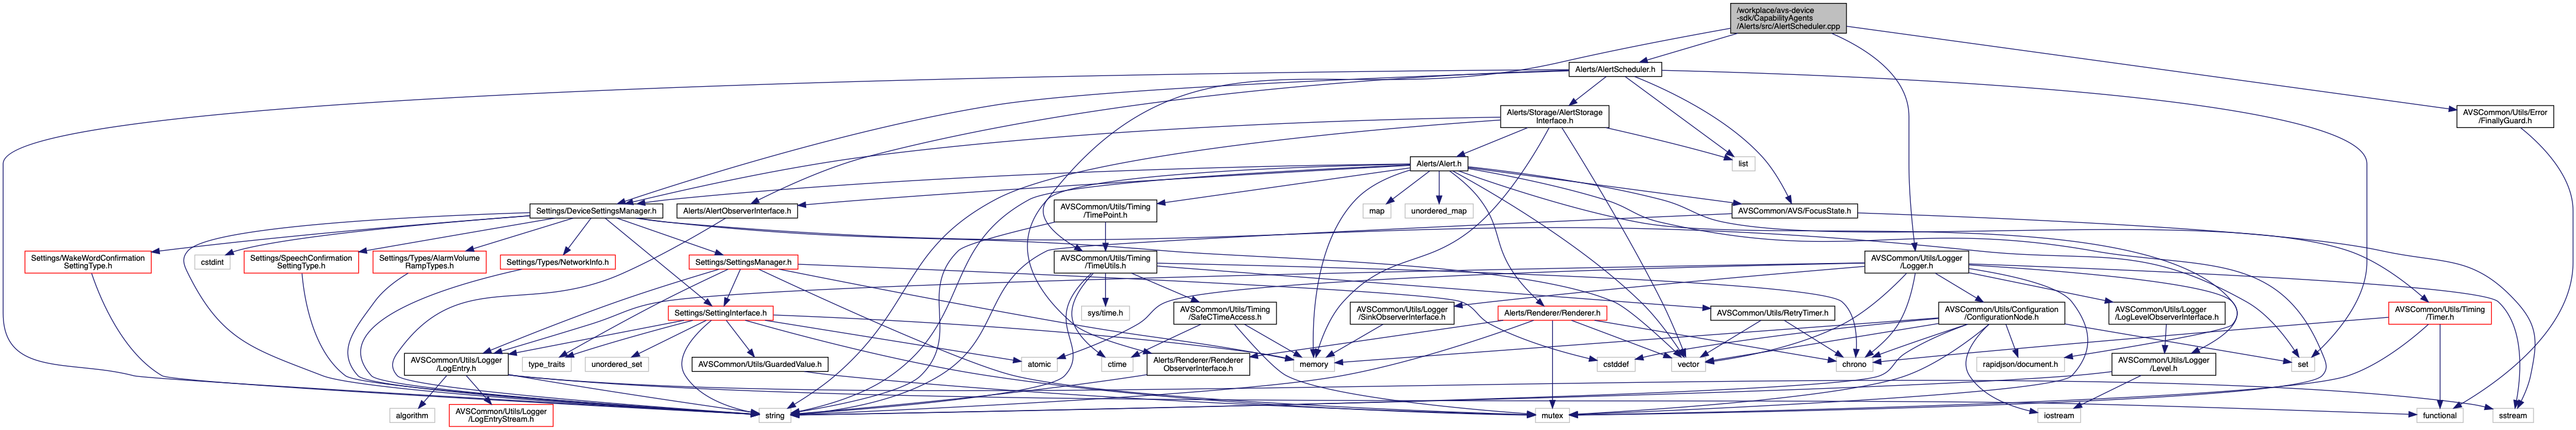 /workplace/avs-device
-sdk/CapabilityAgents
/Alerts/src/AlertScheduler.cpp
Alerts/AlertScheduler.h
Alerts/Storage/AlertStorage
Interface.h
AVSCommon/Utils/Error
/FinallyGuard.h
Alerts/Alert.h
list
Settings/DeviceSettingsManager.h
Alerts/AlertObserverInterface.h
AVSCommon/Utils/Timing
/TimePoint.h
map
unordered_map
AVSCommon/AVS/FocusState.h
Settings/WakeWordConfirmation
SettingType.h
cstdint
Settings/SpeechConfirmation
SettingType.h
Settings/Types/AlarmVolume
RampTypes.h
Settings/Types/NetworkInfo.h
Settings/SettingsManager.h
AVSCommon/Utils/Timing
/TimeUtils.h
AVSCommon/Utils/Logger
/Logger.h
Settings/SettingInterface.h
sys/time.h
AVSCommon/Utils/Timing
/SafeCTimeAccess.h
AVSCommon/Utils/Logger
/SinkObserverInterface.h
Alerts/Renderer/Renderer.h
AVSCommon/Utils/RetryTimer.h
AVSCommon/Utils/Configuration
/ConfigurationNode.h
AVSCommon/Utils/Logger
/LogLevelObserverInterface.h
AVSCommon/Utils/Timing
/Timer.h
AVSCommon/Utils/Logger
/LogEntry.h
type_traits
unordered_set
AVSCommon/Utils/GuardedValue.h
atomic
ctime
Alerts/Renderer/Renderer
ObserverInterface.h
memory
cstddef
vector
chrono
rapidjson/document.h
AVSCommon/Utils/Logger
/Level.h
set
algorithm
AVSCommon/Utils/Logger
/LogEntryStream.h
string
mutex
iostream
functional
sstream